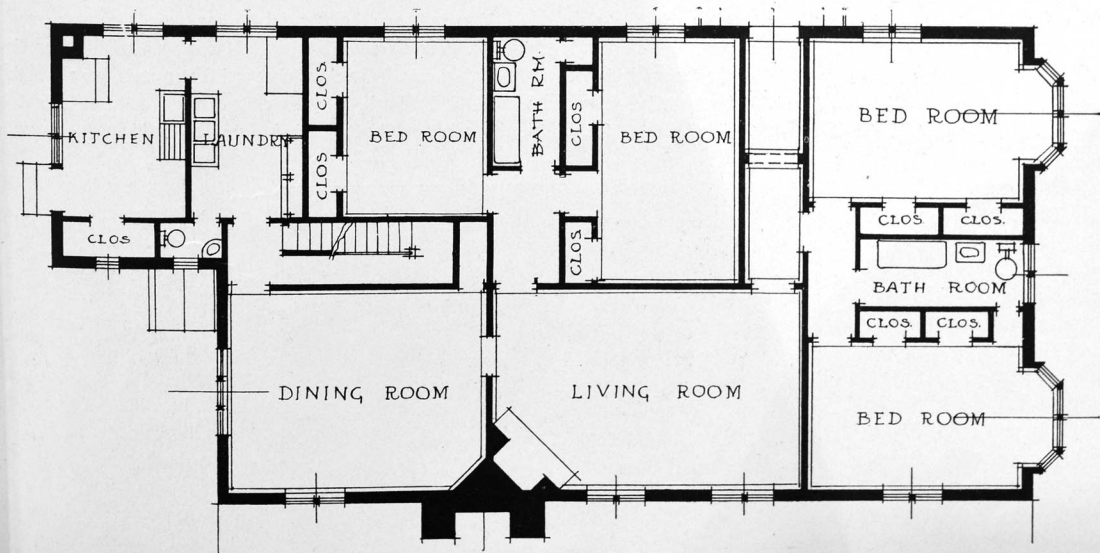 KITCHEN
LAUNDRY
CLOS.
CLOS
BED ROOM
BATH RM.
CLOS
BED ROOM
BED ROOM
CLOS
CLOS
CLOS.
CLOS.
BATH ROOM
CLOS.
CLOS.
DINING ROOM
LIVING ROOM
BED ROOM